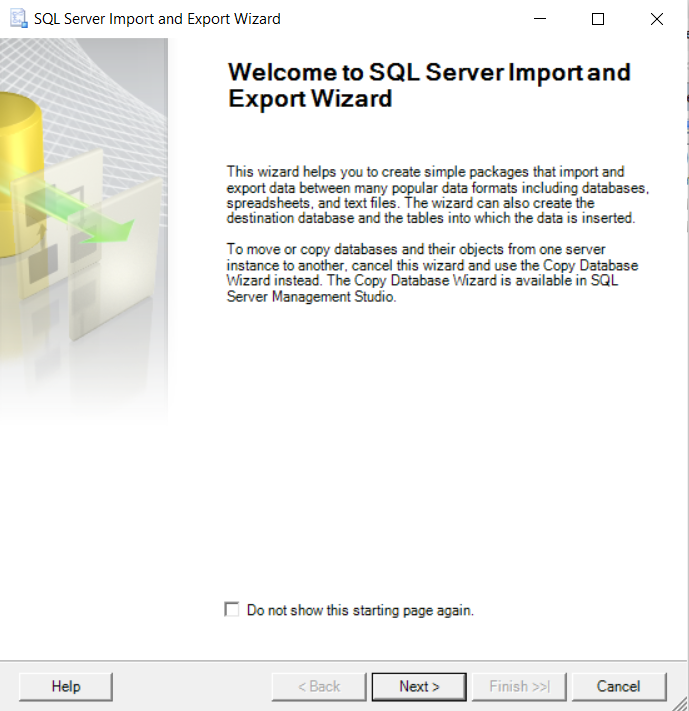 SQL Server Import and Export Wizard
Welcome to SQL Server Import and
Export Wizard
This wizard helps you to create simple packages that import and
export data between many popular data formats including databases,
spreadsheets, and text files. The wizard can also create the
destination database and the tables into which the data is inserted.
To move or copy databases and their objects from one server
instance to another, cancel this wizard and use the Copy Database
Wizard instead. The Copy Database Wizard is available in SQL
Server Management Studio.
Do not show this starting page again.
Help
< Back
Next >
Finish >>|
Cancel